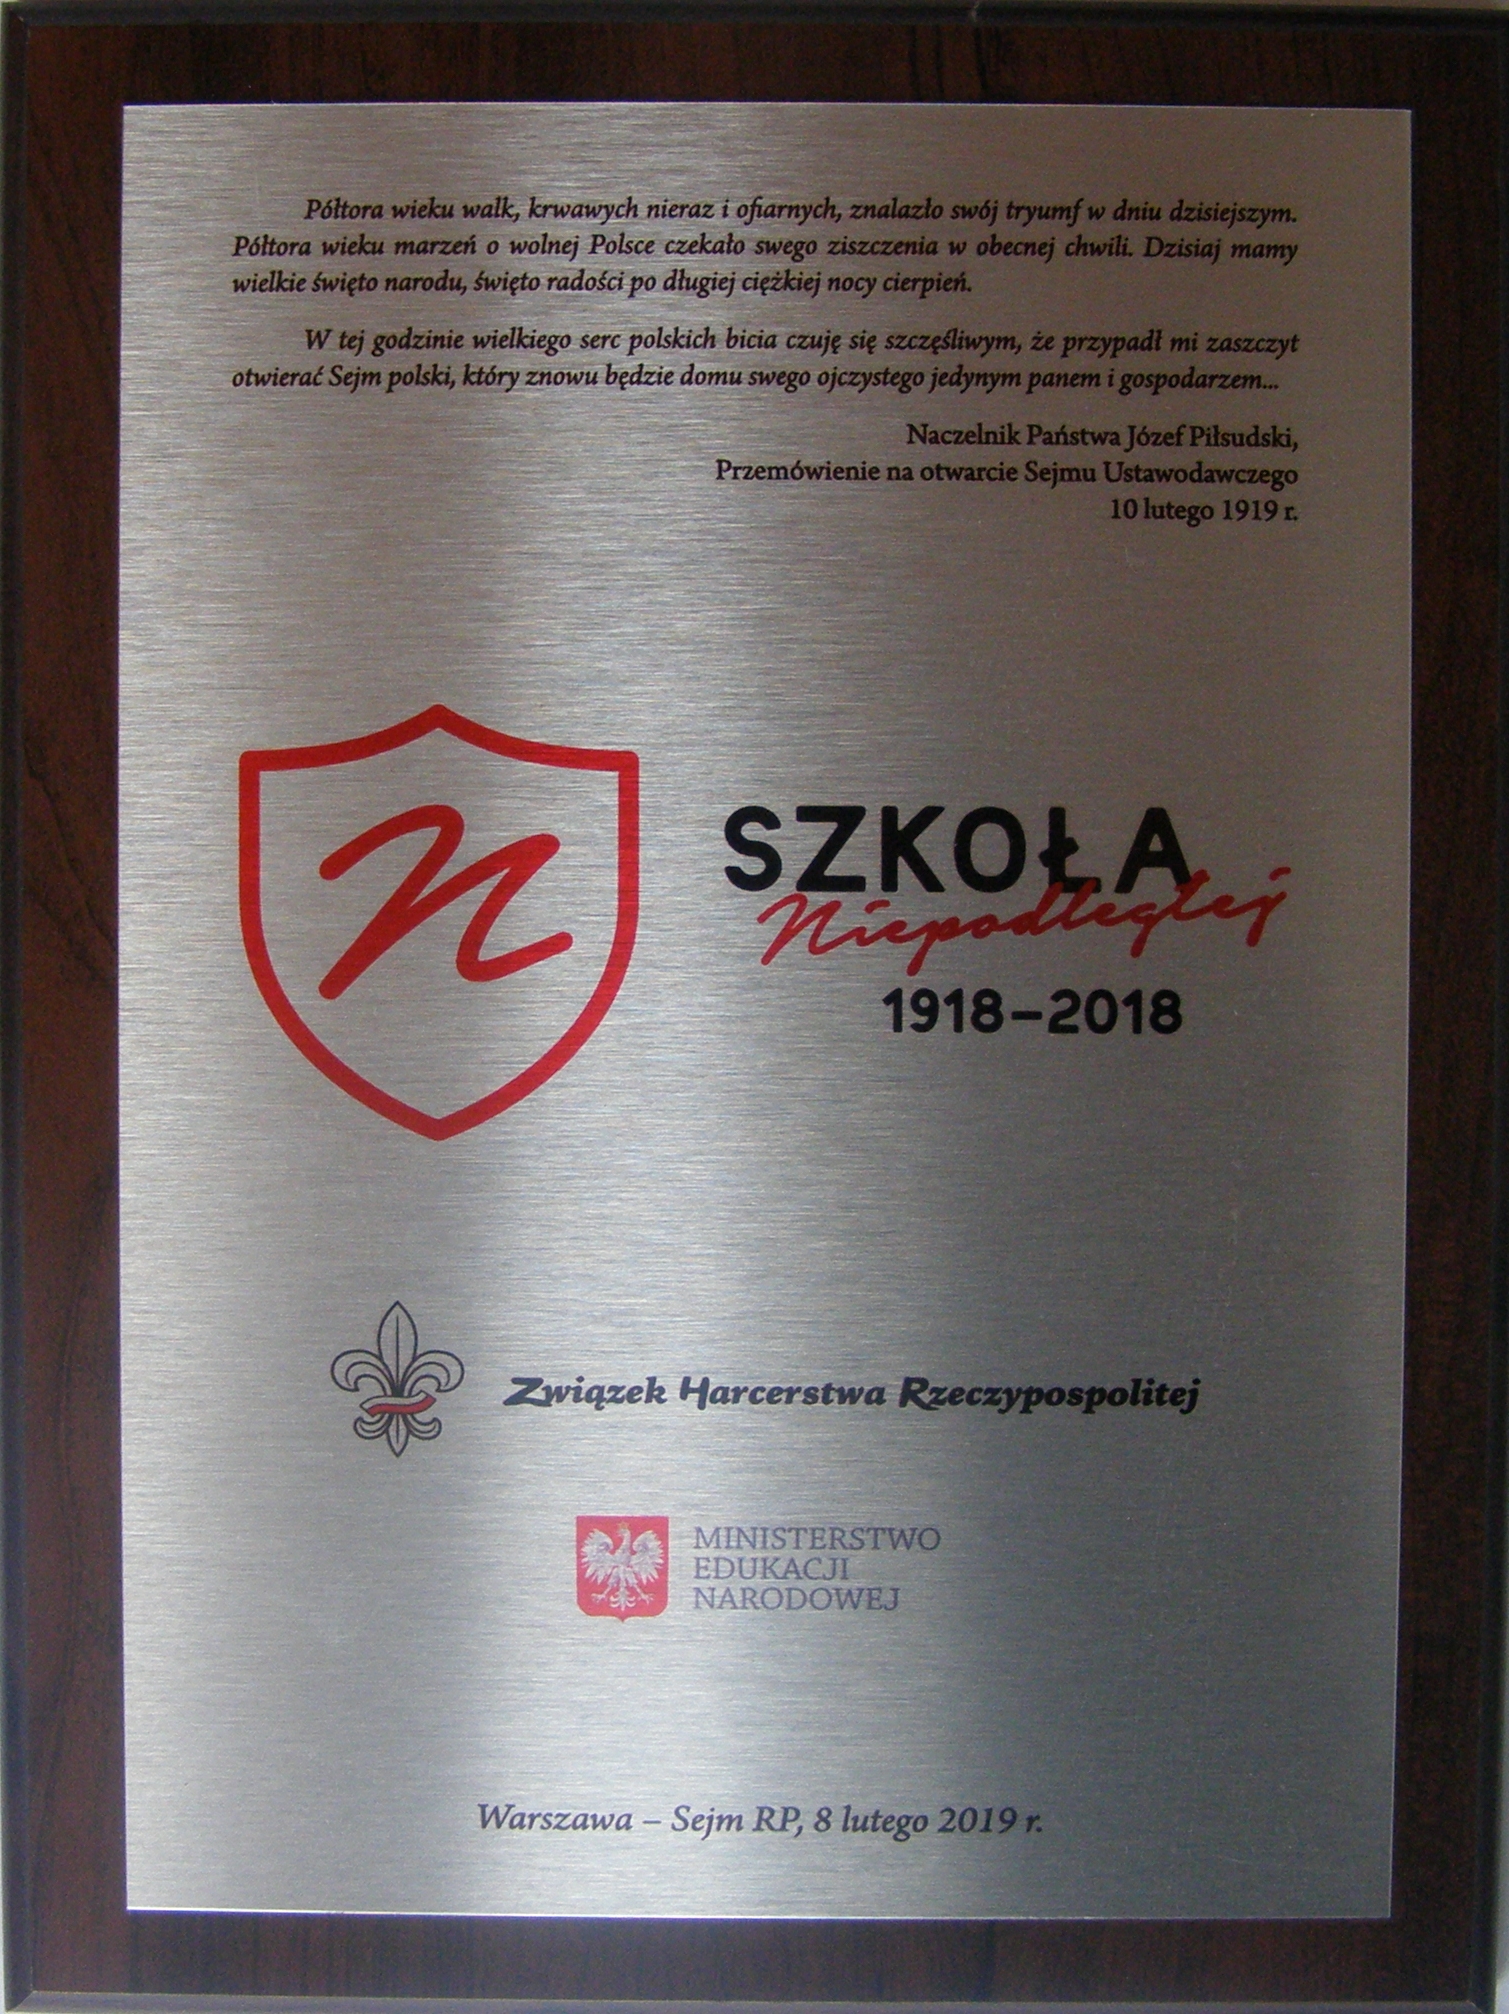 Półtora wieku walk, krwawych nieraz i ofiarnych, znalazło swój tryumf w dniu dzisiejszym.
Półtora wieku marzeń o wolnej Polsce czekało swego ziszczenia w obecnej chwili. Dzisiaj mamy
wielkie święto narodu, święto radości po długiej ciężkiej nocy cierpień.
W tej godzinie wielkiego serc polskich bicia czuję się szczęśliwym, że przypadł mi zaszczyt
otwierać Sejm polski, który znowu będzie domu swego ojczystego jedynym panem i gospodarzem...
Naczelnik Państwa Józef Piłsudski,
Przemówienie na otwarcie Sejmu Ustawodawczego
10 lutego 1919 r.
N
SZKOŁA
Niepodległej
1918–2018
Związek Harcerstwa Rzeczypospolitej
MINISTERSTWO
EDUKACJI
NARODOWEJ
Warszawa – Sejm RP, 8 lutego 2019 r.